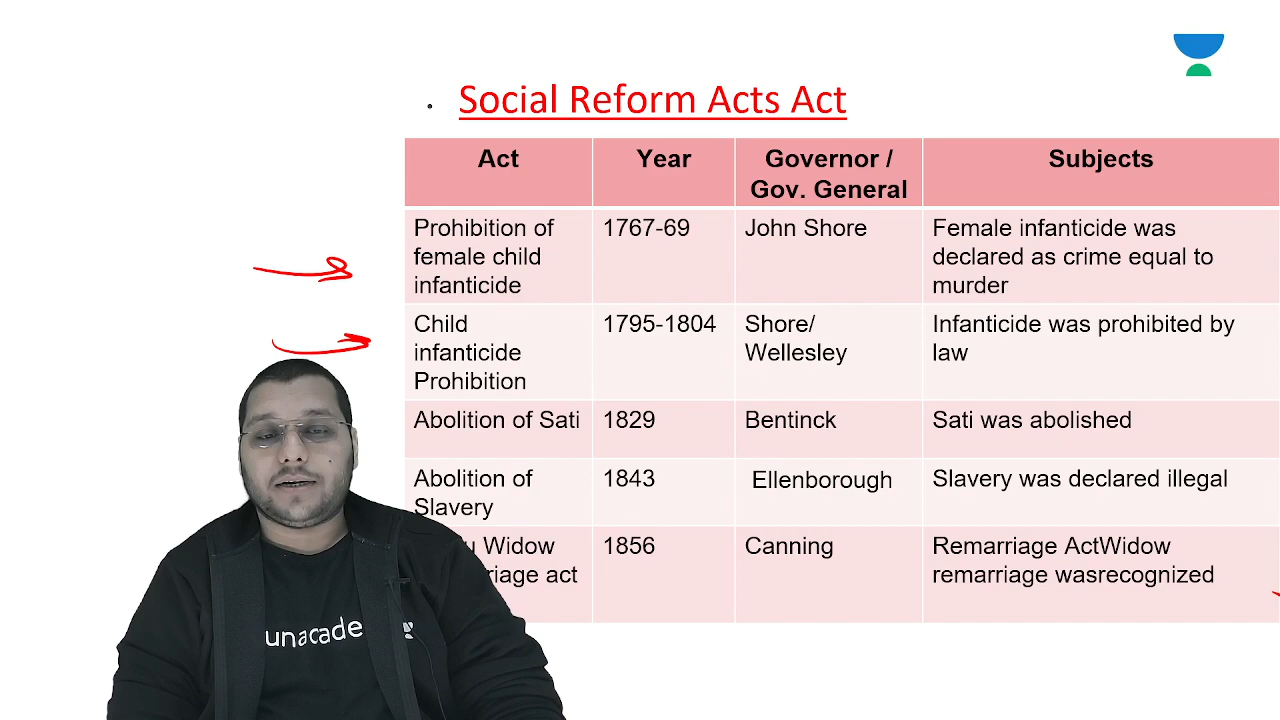 Social Reform Acts Act
Act
Year
Governor /
Gov. General
Subjects
Prohibition of
female child
infanticide
1767-69
John Shore
Female infanticide was
declared as crime equal to
murder
Child
infanticide
Prohibition
1795-1804
Shore/
Wellesley
Infanticide was prohibited by
law
Abolition of Sati
1829
Bentinck
Sati was abolished
Abolition of
Slavery
1843
Ellenborough
Slavery was declared illegal
Widow
act
1856
Canning
Remarriage ActWidow
remarriage wasrecognized
unacade